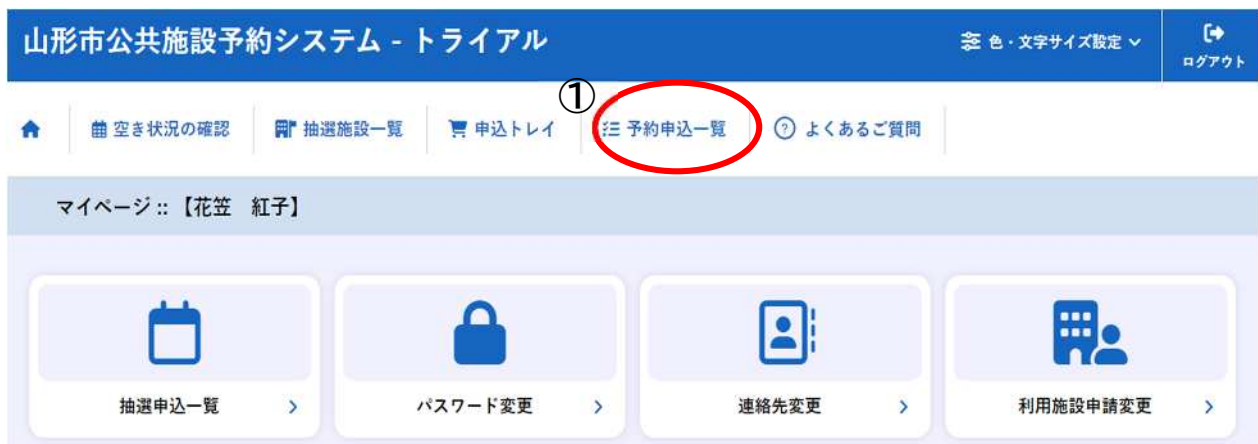 山形市公共施設予約システム - トライアル
色・文字サイズ設定
ログアウト
①
空き状況の確認
抽選施設一覧
申込トレイ
予約申込一覧
よくあるご質問
マイページ :: 【花笠　紅子】
抽選申込一覧
パスワード変更
連絡先変更
利用施設申請変更